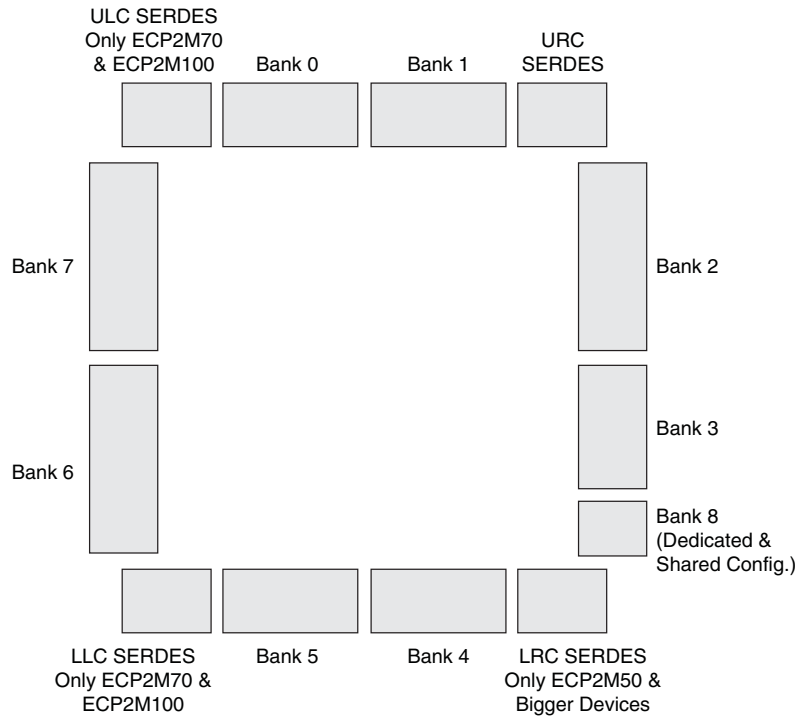 ULC SERDES
Only ECP2M70
& ECP2M100
Bank 0
Bank 1
URC
SERDES
Bank 7
Bank 2
Bank 6
Bank 3
Bank 8
(Dedicated &
Shared Config.)
LLC SERDES
Only ECP2M70 &
ECP2M100
Bank 5
Bank 4
LRC SERDES
Only ECP2M50 &
Bigger Devices